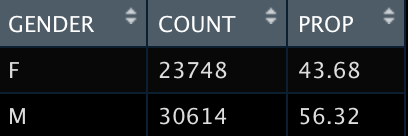 GENDER COUNT PROP
F 23748 43.68
M 30614 56.32